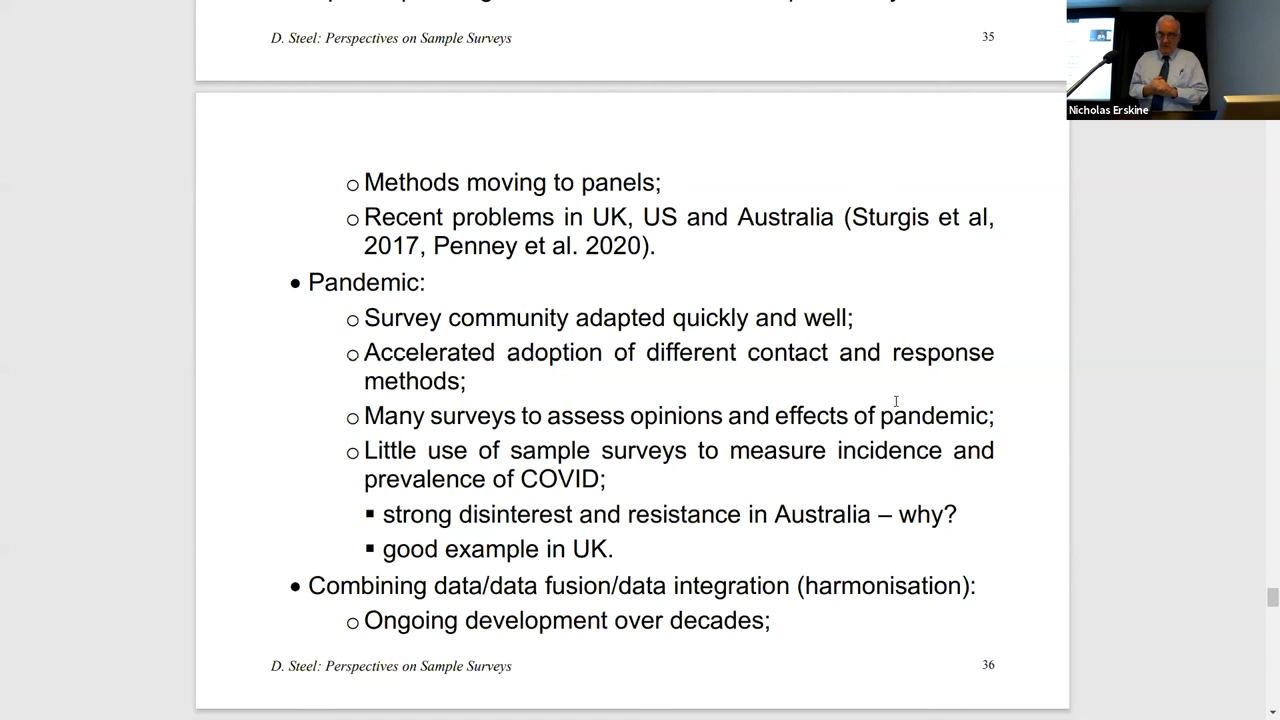 D. Steel: Perspectives on Sample Surveys 35
Nicholas Erskine
o Methods moving to panels;
o Recent problems in UK, US and Australia (Sturgis et al,
2017, Penney et al. 2020).
• Pandemic:
o Survey community adapted quickly and well;
o Accelerated adoption of different contact and response
methods;
o Many surveys to assess opinions and effects of pandemic;
o Little use of sample surveys to measure incidence and
prevalence of COVID;
▪ strong disinterest and resistance in Australia – why?
▪ good example in UK.
• Combining data/data fusion/data integration (harmonisation):
o Ongoing development over decades;
D. Steel: Perspectives on Sample Surveys 36